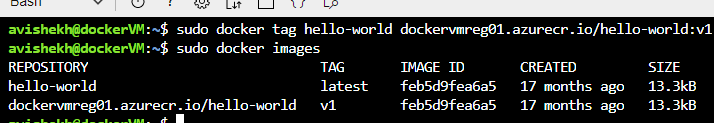 Bash
avishekh@dockerVM:~$ sudo docker tag hello-world dockervmreg01.azurecr.io/hello-world:v1
avishekh@dockerVM:~$ sudo docker images
REPOSITORY TAG IMAGE ID CREATED SIZE
hello-world latest feb5d9fea6a5 17 months ago 13.3kB
dockervmreg01.azurecr.io/hello-world v1 feb5d9fea6a5 17 months ago 13.3kB
avishekh@dockerVM:~$